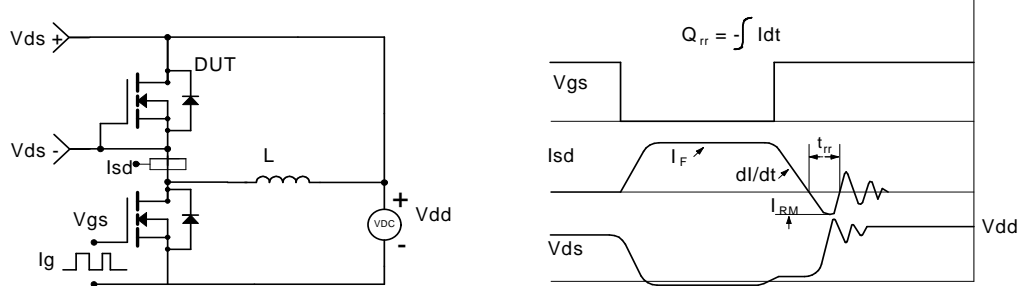 Vds +
DUT
Vds -
Isd
L
Vgs
+
VDC
-
Vdd
Ig
Q rr = - ∫ Idt
Vgs
Isd
I F
dI/dt
t rr
I RM
Vdd
Vds